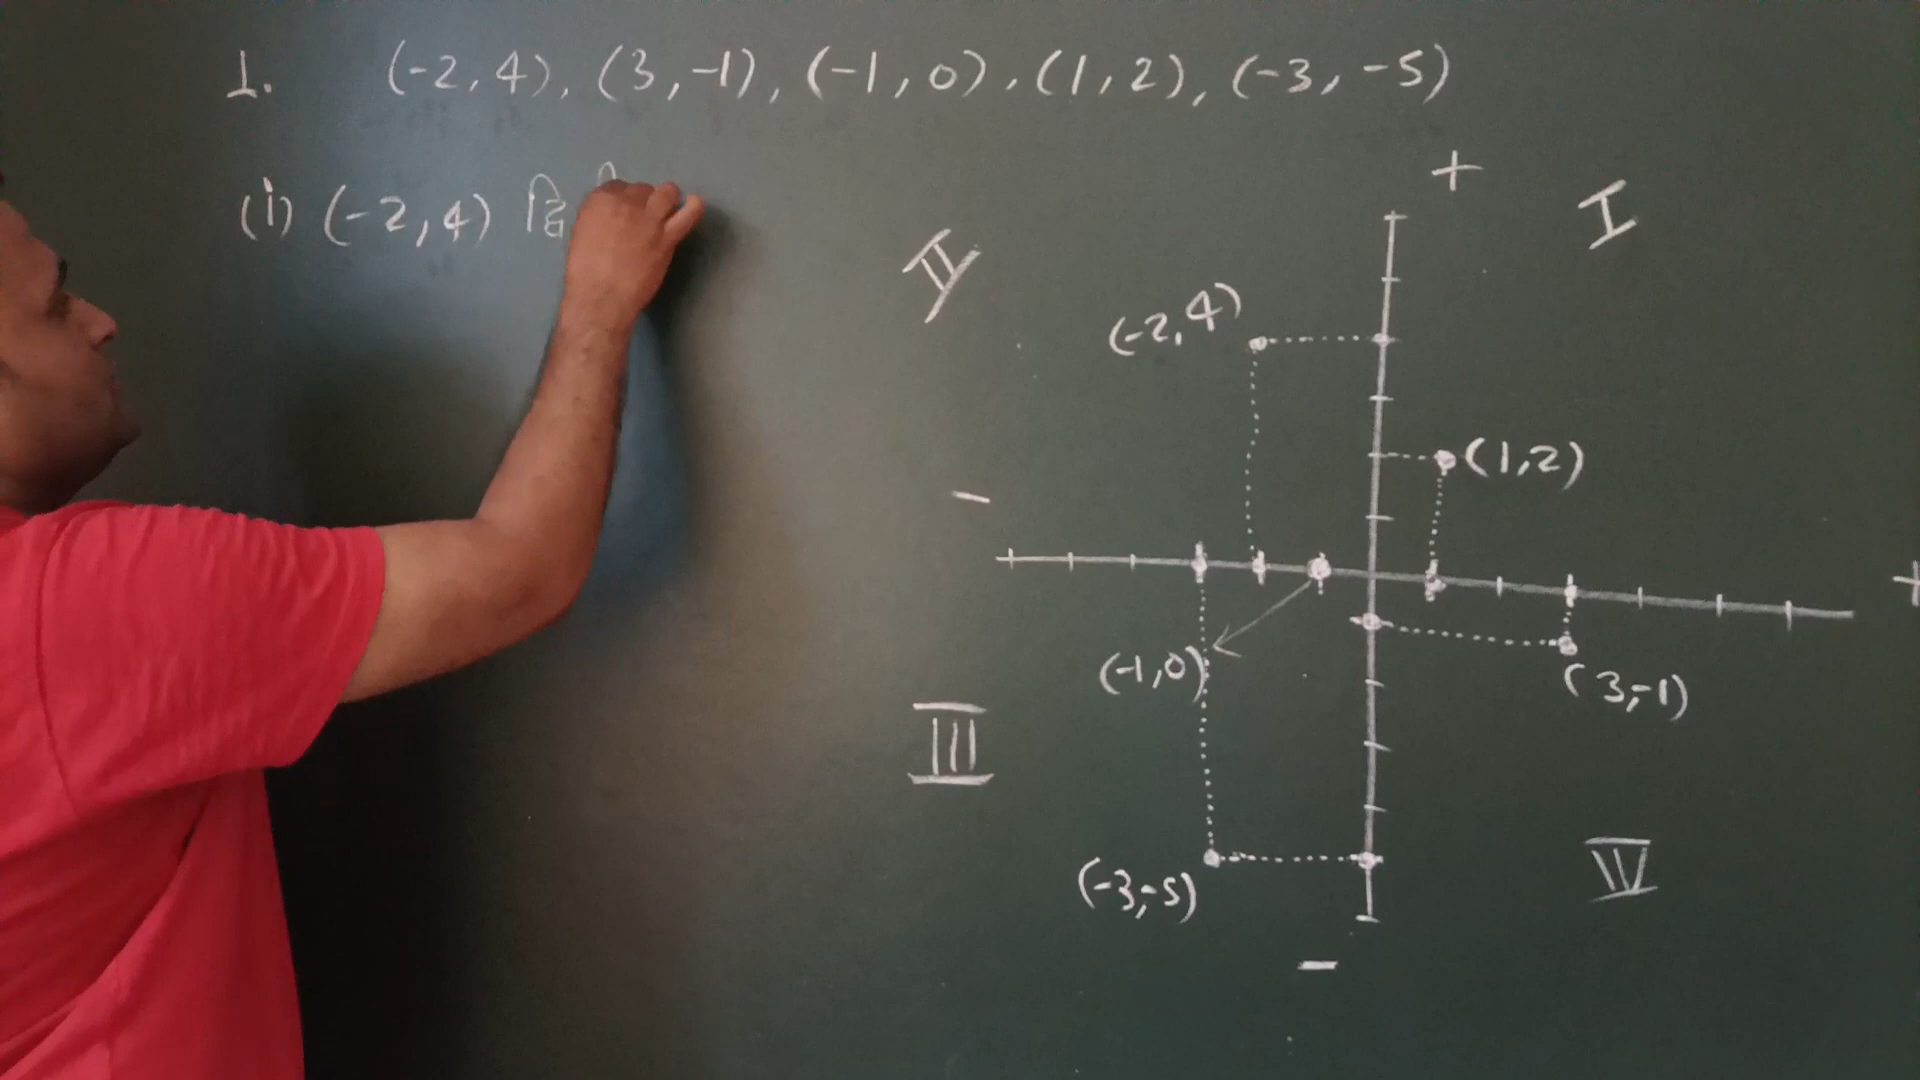 1. (-2,4), (3,-1), (-1,0), (1,2), (-3,-5)
(i) (-2,4) द्वि
+
I
II
(-2,4)
(1,2)
-
+
(-1,0)
(3,-1)
III
IV
(-3,-5)
-